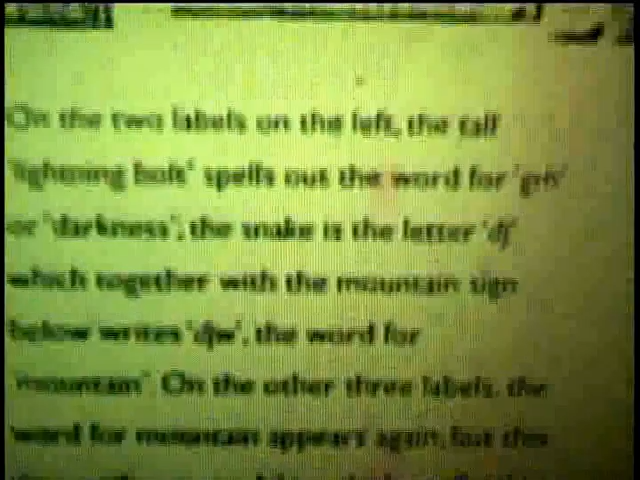 On the two labels on the left, the tall
'lightning bolt' spells out the word for 'grh'
or 'darkness', the snake is the letter 'dj'
which together with the mountain sign
below writes 'djw', the word for
'mountain'. On the other three labels, the
word for mountain appears again, but this